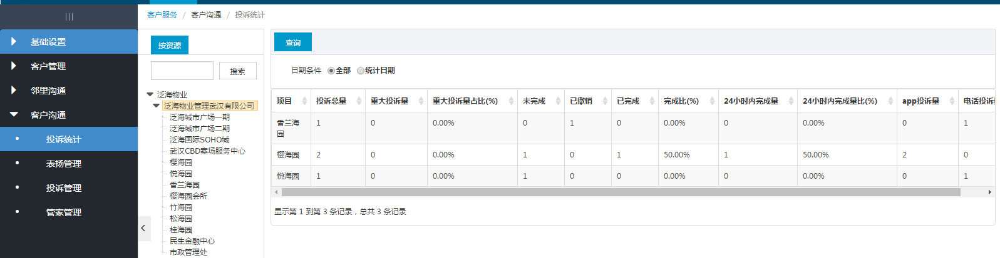 客户服务 / 客户沟通 / 投诉统计
基础设置
客户管理
邻里沟通
客户沟通
投诉统计
表扬管理
投诉管理
管家管理
按资源
搜索
泛海物业
泛海物业管理武汉有限公司
泛海城市广场一期
泛海城市广场二期
泛海国际SOHO城
武汉CBD案场服务中心
樱海园
悦海园
香兰海园
樱海园会所
竹海园
松海园
桂海园
民生金融中心
市政管理处
查询
日期条件 全部 统计日期
项目 投诉总量 重大投诉量 重大投诉量占比(%) 未完成 已撤销 已完成 完成比(%) 24小时内完成量 24小时内完成量比(%) app投诉量 电话投诉
香兰海园 1 0 0.00% 0 1 0 0.00% 0 0.00% 0 1
樱海园 2 0 0.00% 1 0 1 50.00% 1 50.00% 2 0
悦海园 1 0 0.00% 1 0 0 0.00% 0 0.00% 0 1
显示第 1 到第 3 条记录，总共 3 条记录